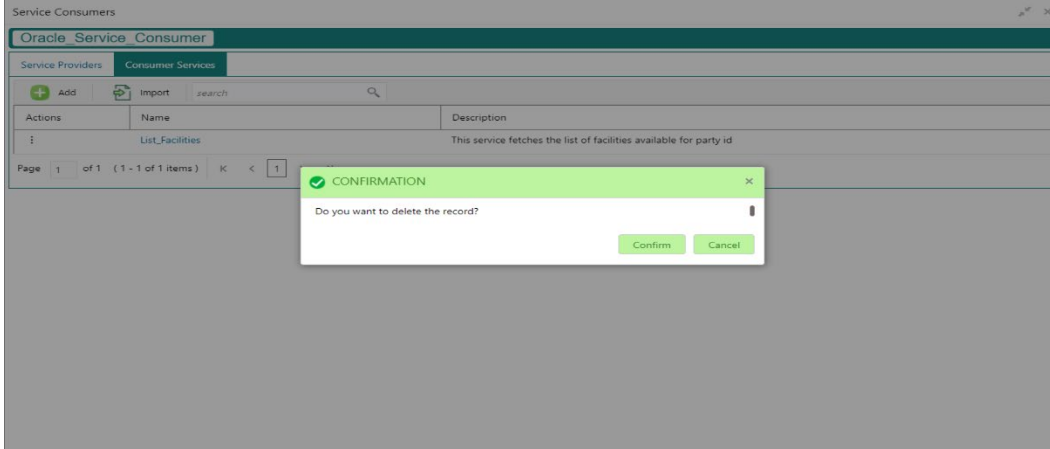 Service Consumers
Oracle_Service_Consumer
Service Providers Consumer Services
Add Import search
Actions Name Description
List_Facilities This service fetches the list of facilities available for party id
Page 1 of 1 (1 - 1 of 1 items) K < 1
CONFIRMATION ×
Do you want to delete the record?
Confirm Cancel